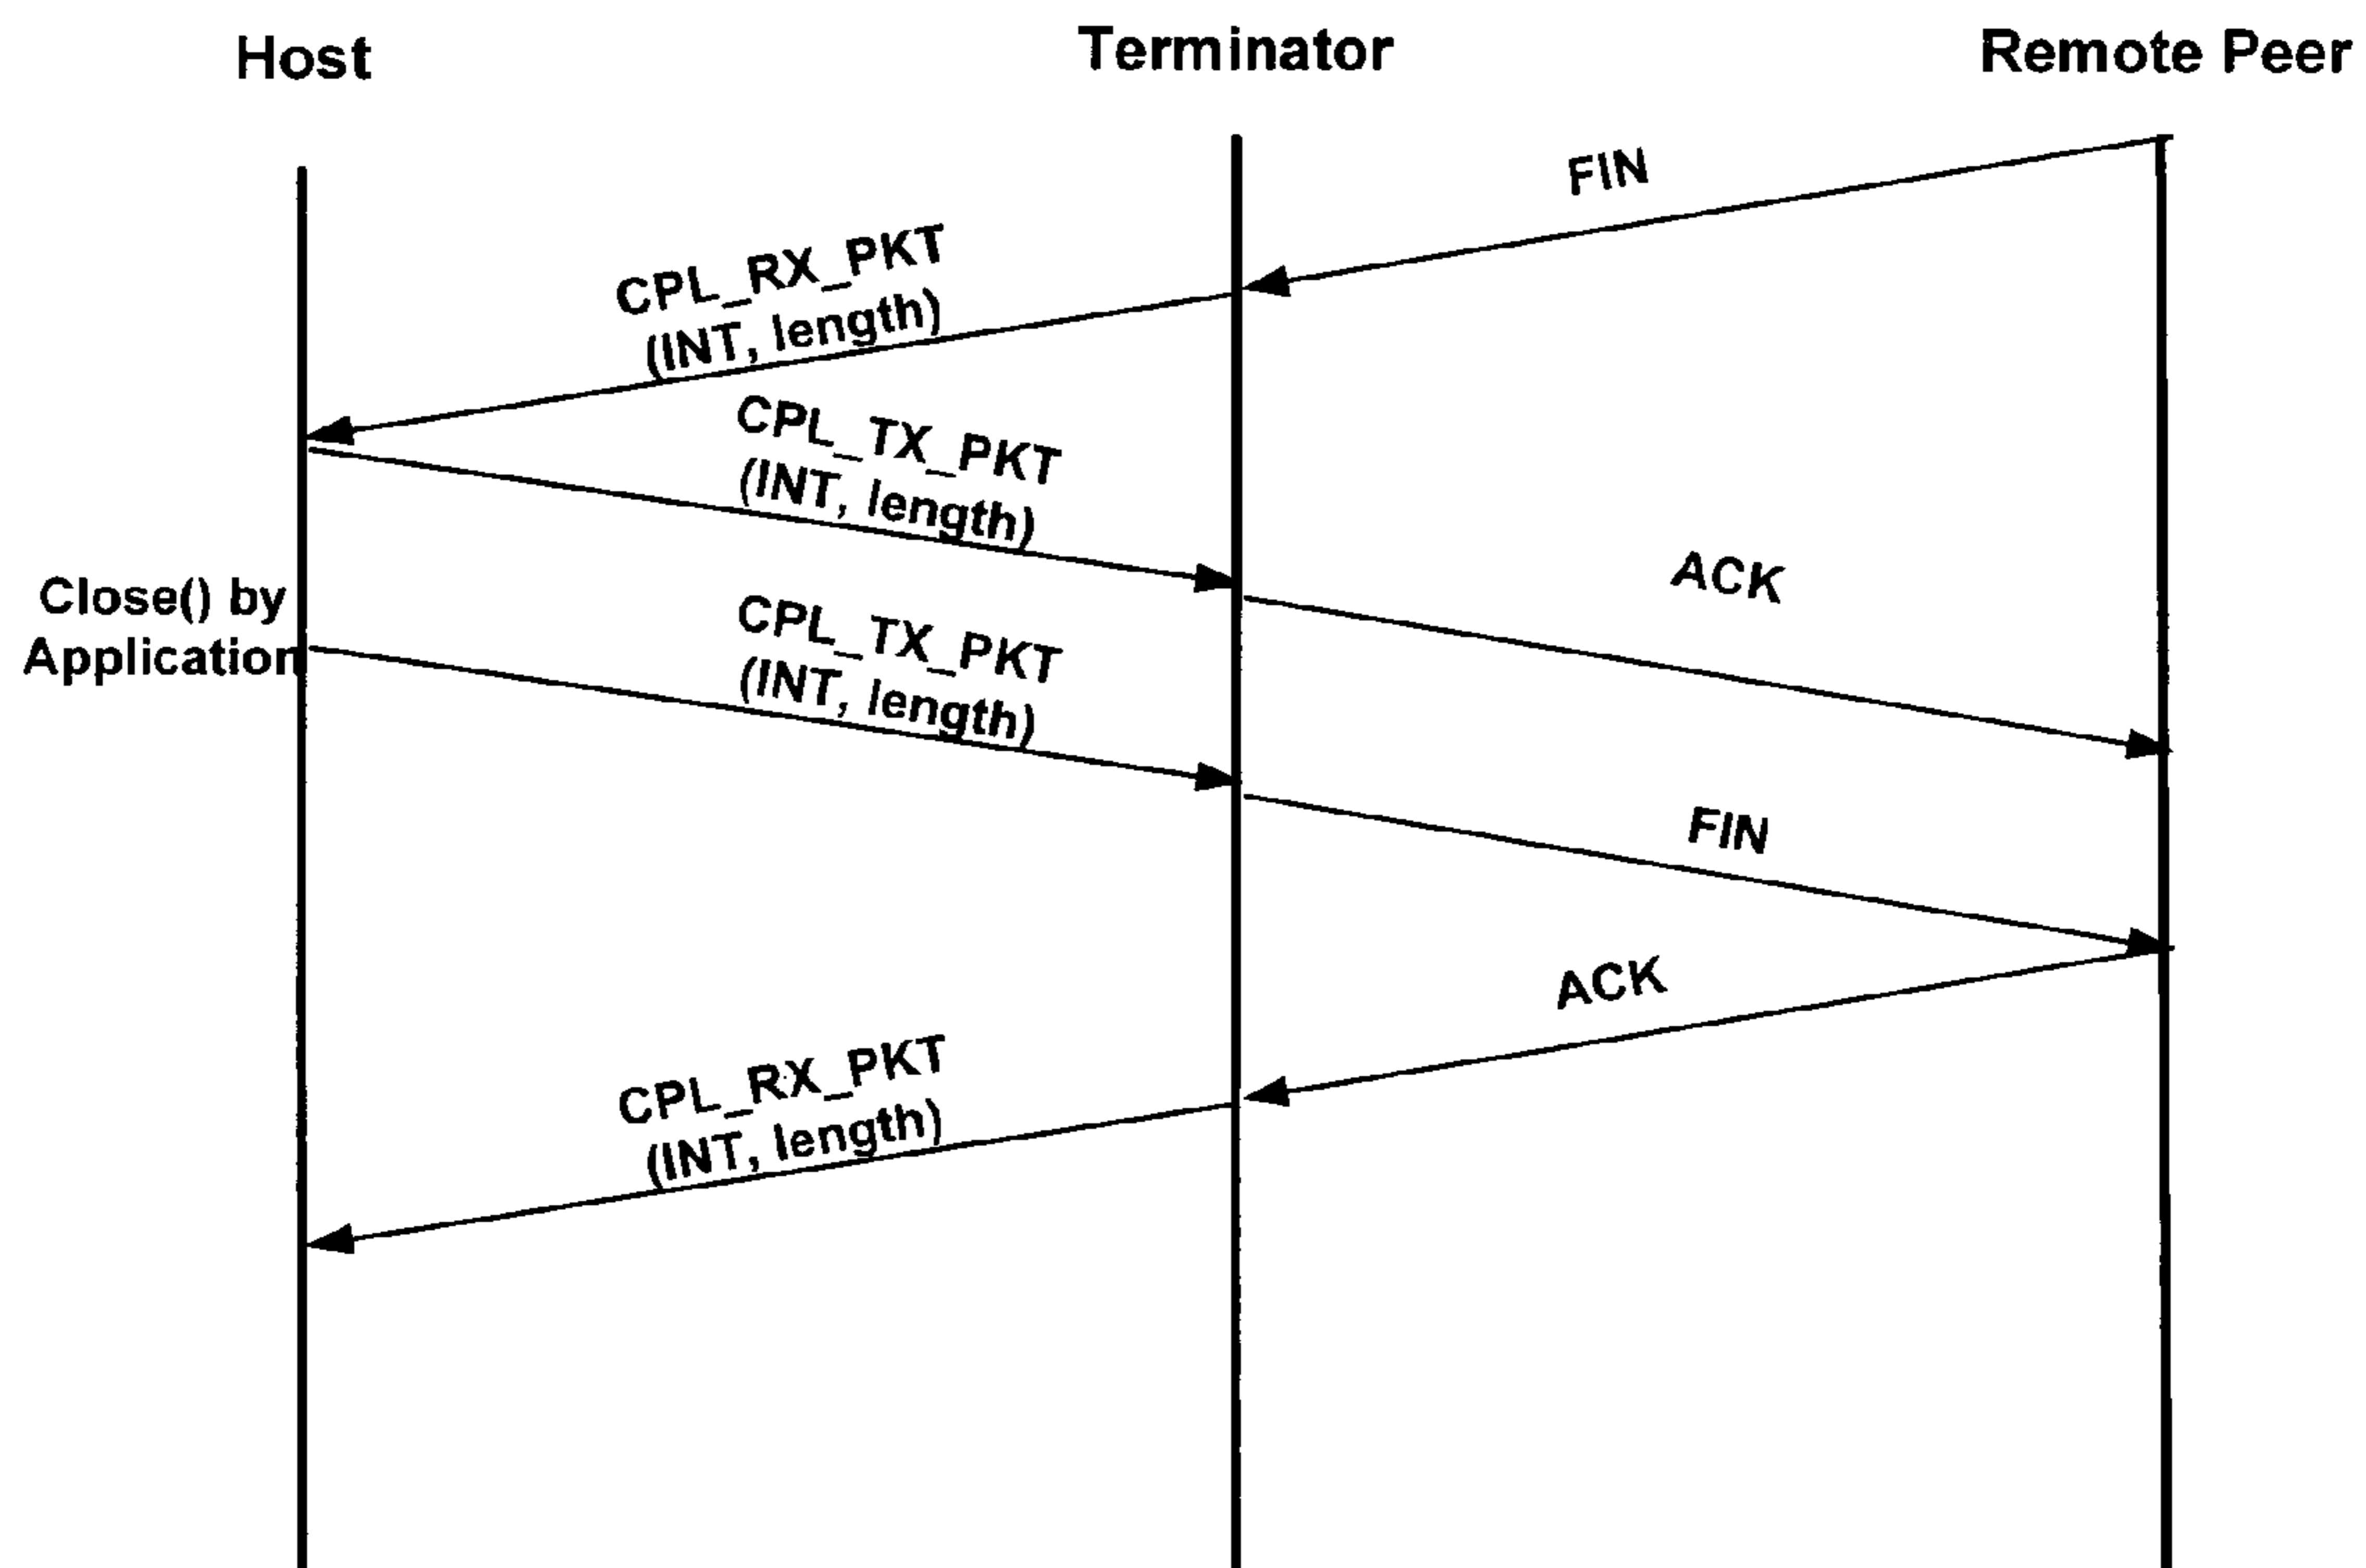 Host
Terminator
Remote Peer
FIN
CPL_RX_PKT
(INT, length)
CPL_TX_PKT
(INT, length)
ACK
Close() by
Application
CPL_TX_PKT
(INT, length)
FIN
ACK
CPL_RX_PKT
(INT, length)